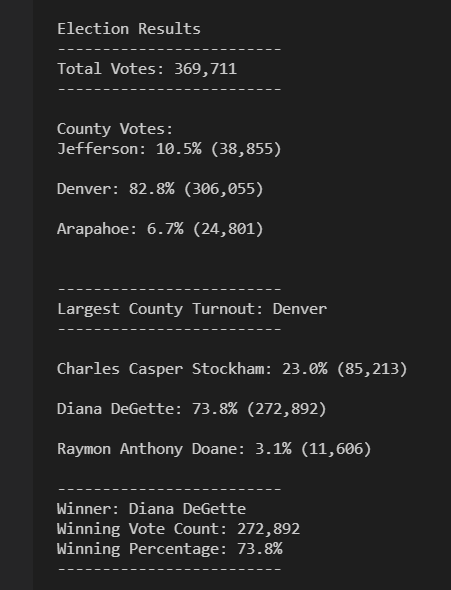 Election Results
-------------------------
Total Votes: 369,711
-------------------------
County Votes:
Jefferson: 10.5% (38,855)
Denver: 82.8% (306,055)
Arapahoe: 6.7% (24,801)
-------------------------
Largest County Turnout: Denver
-------------------------
Charles Casper Stockham: 23.0% (85,213)
Diana DeGette: 73.8% (272,892)
Raymon Anthony Doane: 3.1% (11,606)
-------------------------
Winner: Diana DeGette
Winning Vote Count: 272,892
Winning Percentage: 73.8%
-------------------------